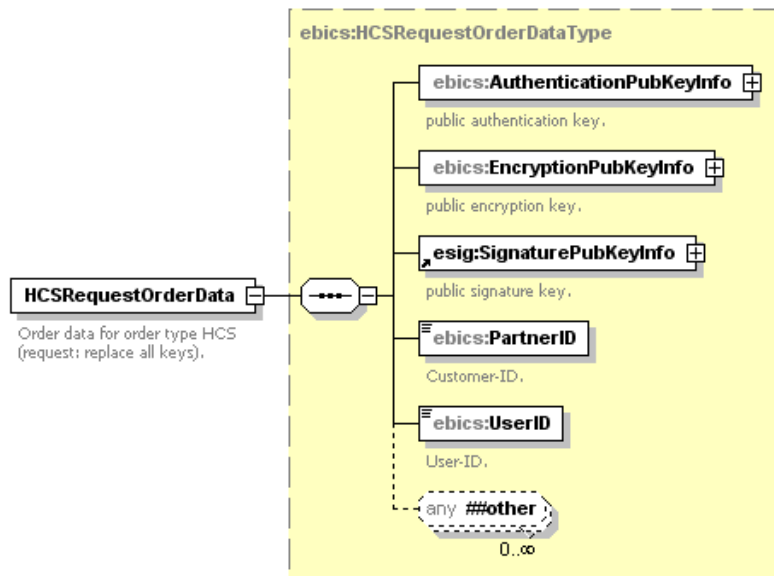 ebics:HCSRequestOrderDataType
ebics:AuthenticationPubKeyInfo
public authentication key.
ebics:EncryptionPubKeyInfo
public encryption key.
esig:SignaturePubKeyInfo
public signature key.
HCSRequestOrderData
Order data for order type HCS
(request: replace all keys).
ebics:PartnerID
Customer-ID.
ebics:UserID
User-ID.
any ##other
0..∞